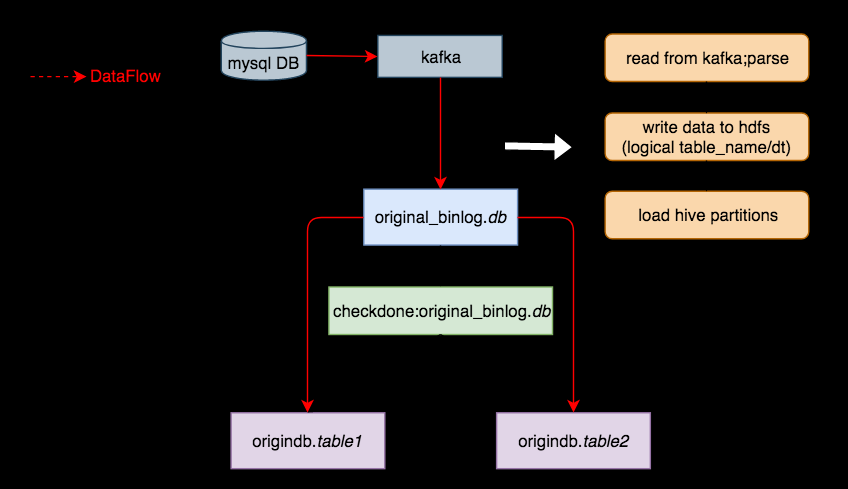 mysql DB
kafka
read from kafka;parse
DataFlow
write data to hdfs
(logical table_name/dt)
original_binlog.db
load hive partitions
checkdone:original_binlog.db
origindb.table1
origindb.table2